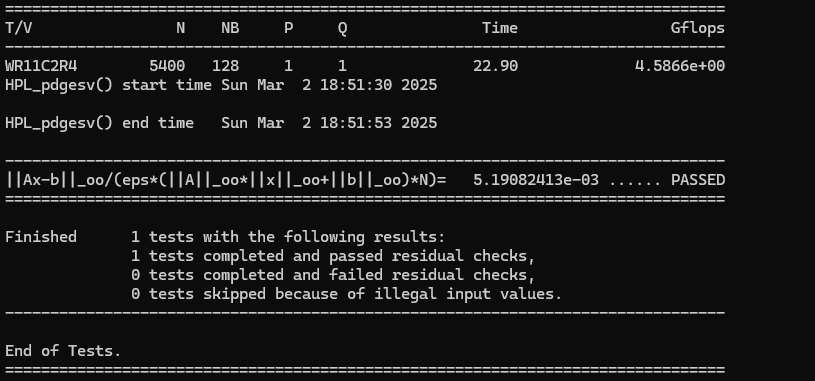 ================================================================================
T/V                N    NB     P     Q               Time                 Gflops
--------------------------------------------------------------------------------
WR11C2R4        5400   128     1     1              22.90             4.5866e+00
HPL_pdgesv() start time Sun Mar  2 18:51:30 2025
HPL_pdgesv() end time   Sun Mar  2 18:51:53 2025
--------------------------------------------------------------------------------
||Ax-b||_oo/(eps*(||A||_oo*||x||_oo+||b||_oo)*N)=   5.19082413e-03 ...... PASSED
================================================================================
Finished      1 tests with the following results:
              1 tests completed and passed residual checks,
              0 tests completed and failed residual checks,
              0 tests skipped because of illegal input values.
--------------------------------------------------------------------------------
End of Tests.
================================================================================